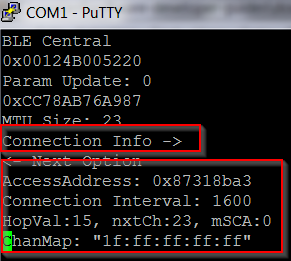 COM1 - PuTTY
BLE Central
0x00124B005220
Param Update: 0
0xCC78AB76A987
MTU Size: 23
Connection Info ->
<- Next Option
AccessAddress: 0x87318ba3
Connection Interval: 1600
HopVal:15, nxtCh:23, mSCA:0
ChanMap: "1f:ff:ff:ff:ff"